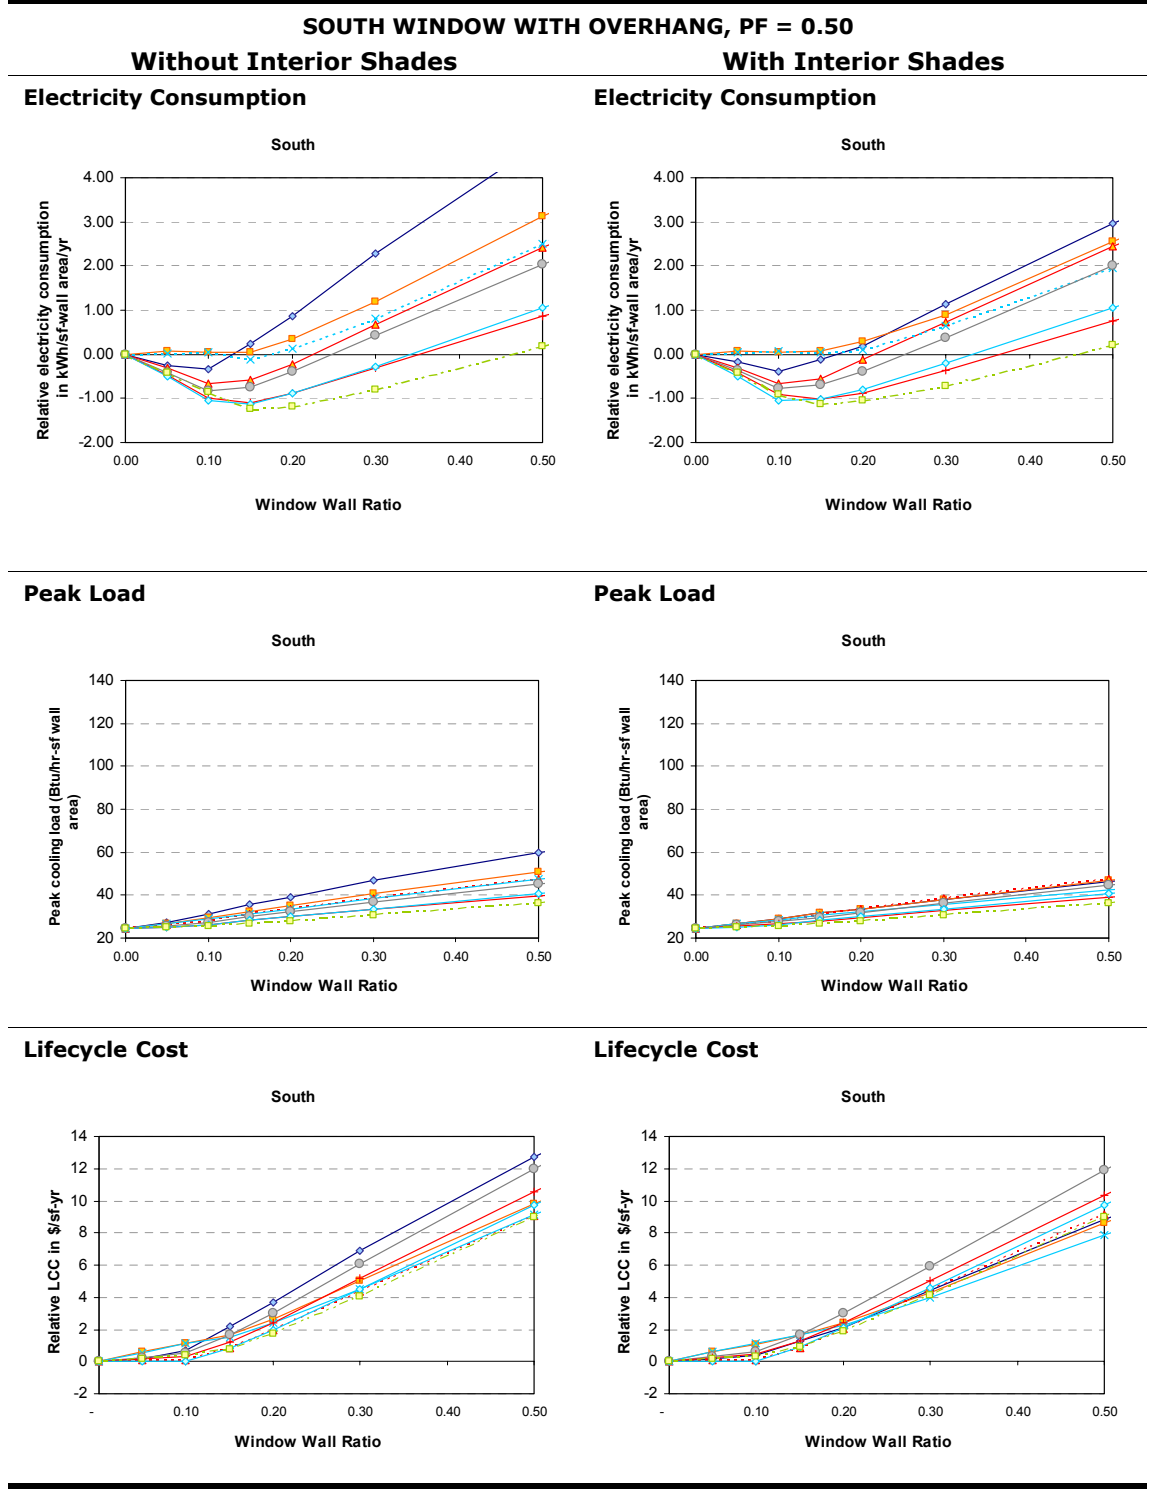 SOUTH WINDOW WITH OVERHANG, PF = 0.50
Without Interior Shades
With Interior Shades
Electricity Consumption
Electricity Consumption
South
Relative electricity consumption
in kWh/sf-wall area/yr
4.00
3.00
2.00
1.00
0.00
-1.00
-2.00
0.00 0.10 0.20 0.30 0.40 0.50
Window Wall Ratio
South
Relative electricity consumption
in kWh/sf-wall area/yr
4.00
3.00
2.00
1.00
0.00
-1.00
-2.00
0.00 0.10 0.20 0.30 0.40 0.50
Window Wall Ratio
Peak Load
Peak Load
South
Peak cooling load (Btu/hr-sf wall
area)
140
120
100
80
60
40
20
0.00 0.10 0.20 0.30 0.40 0.50
Window Wall Ratio
South
Peak cooling load (Btu/hr-sf wall
area)
140
120
100
80
60
40
20
0.00 0.10 0.20 0.30 0.40 0.50
Window Wall Ratio
Lifecycle Cost
Lifecycle Cost
South
Relative LCC in $/sf-yr
14
12
10
8
6
4
2
0
-2
- 0.10 0.20 0.30 0.40 0.50
Window Wall Ratio
South
Relative LCC in $/sf-yr
14
12
10
8
6
4
2
0
-2
- 0.10 0.20 0.30 0.40 0.50
Window Wall Ratio